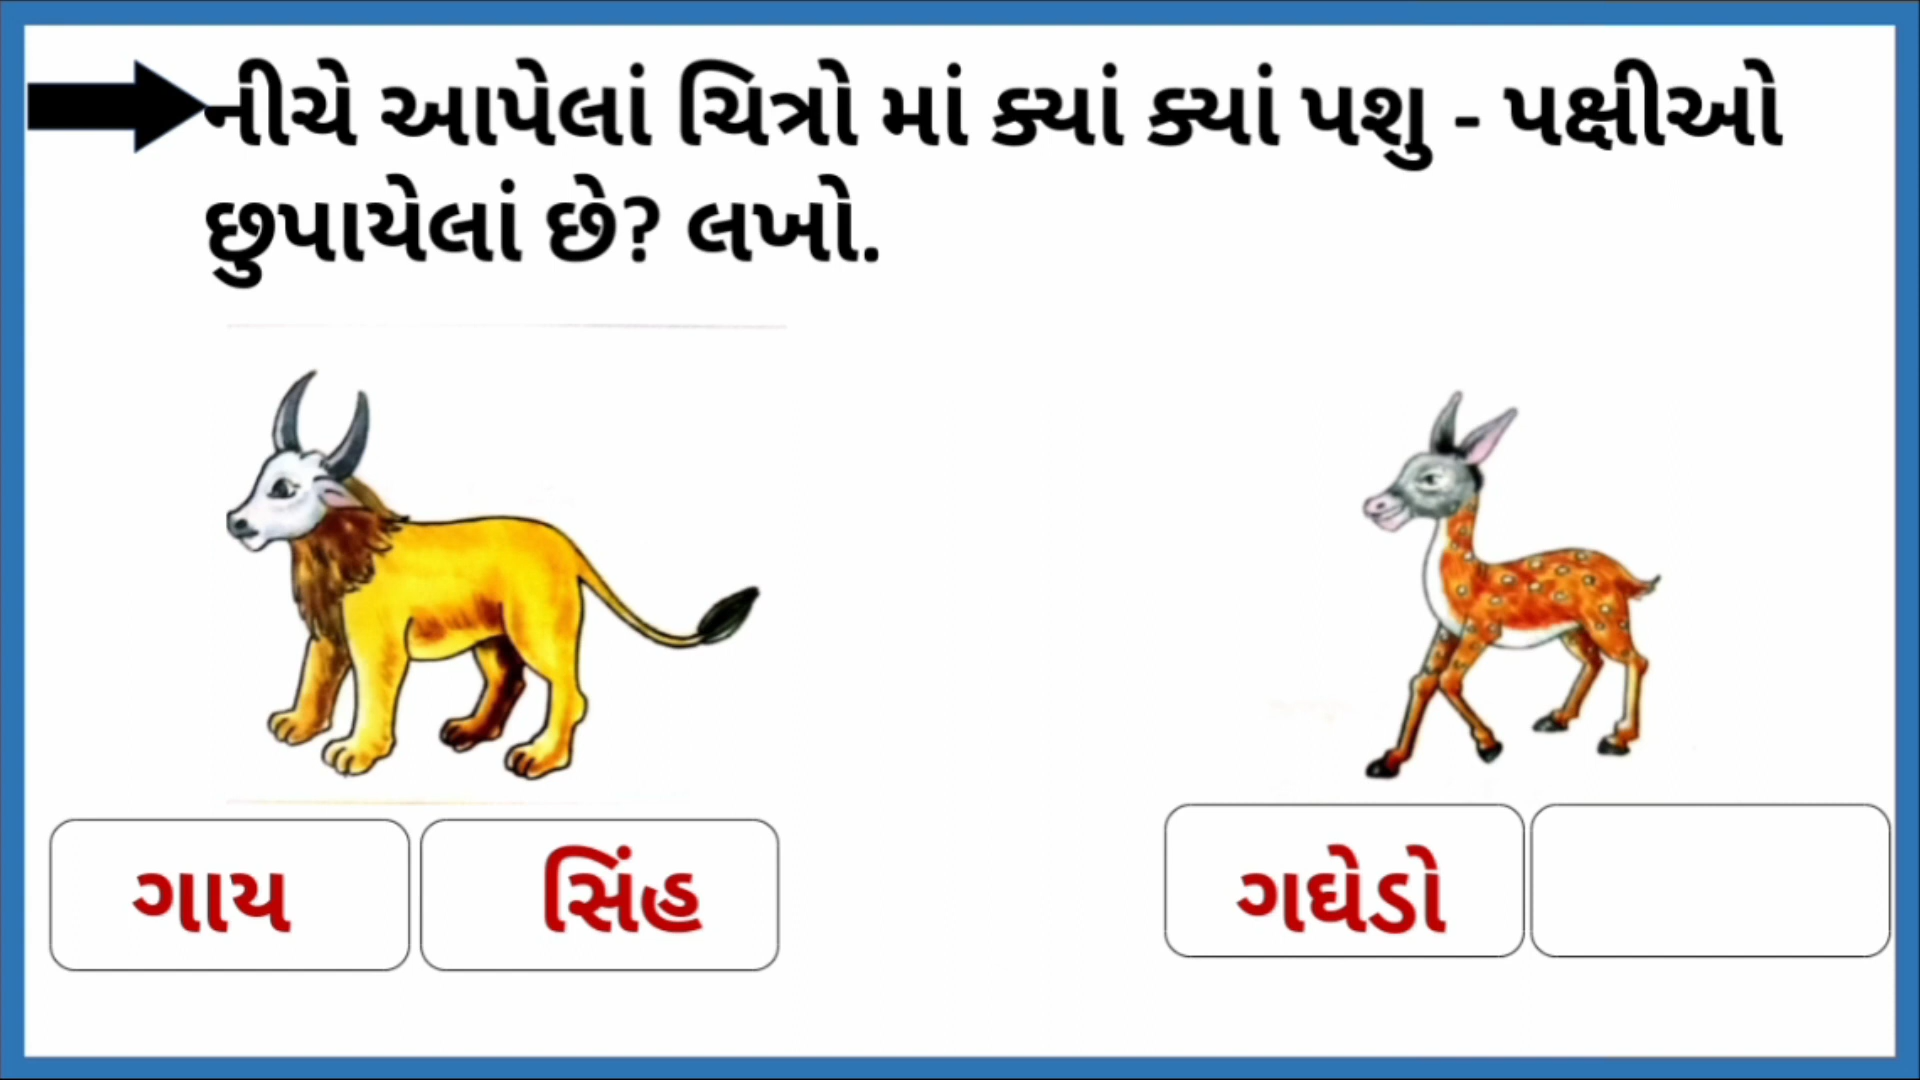 નીચે આપેલાં ચિત્રો માં ક્યાં ક્યાં પશુ - પક્ષીઓ
છુપાયેલાં છે? લખો.
ગાય સિંહ ગધેડો